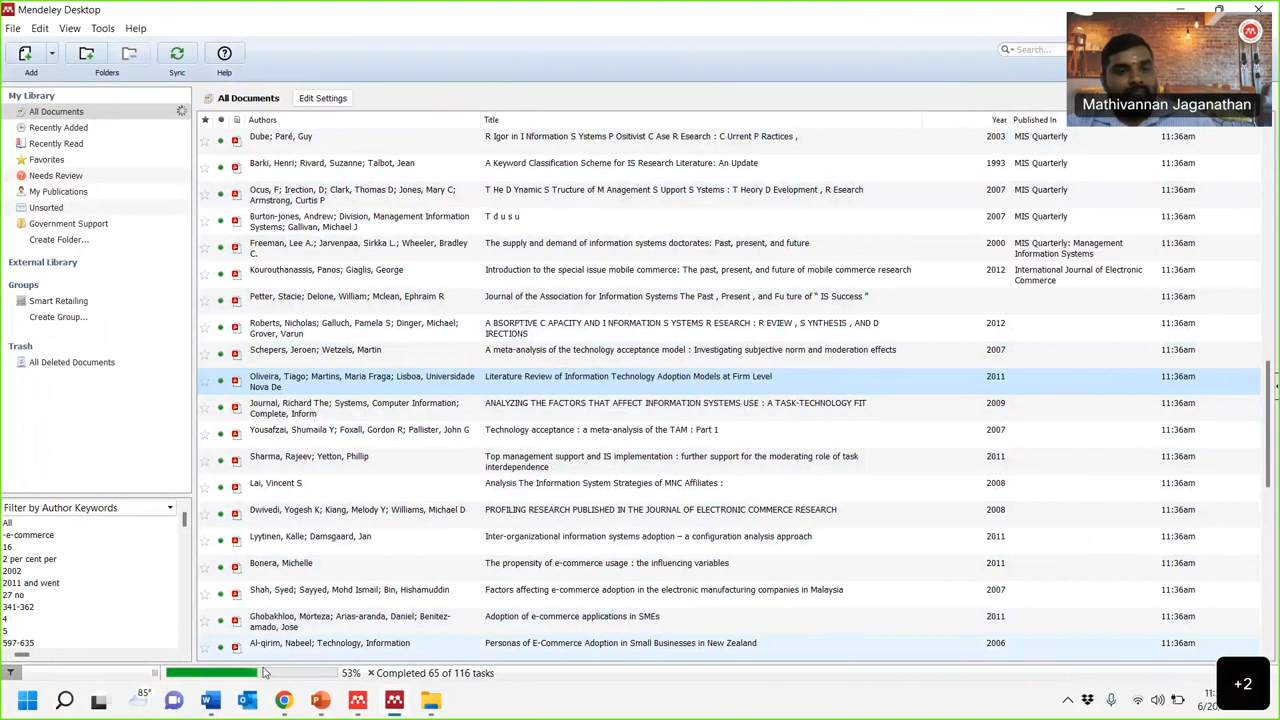 Mendeley Desktop
File Edit View Tools Help
Add Folders Sync Help
Search...
Mathivannan Jaganathan
My Library
All Documents
Recently Added
Recently Read
Favorites
Needs Review
My Publications
Unsorted
Government Support
Create Folder...
External Library
Groups
Smart Retailing
Create Group...
Trash
All Deleted Documents
Filter by Author Keywords
All
-e-commerce
16
2 per cent per
2002
2011 and went
27 no
341-362
4
5
597-635
All Documents Edit Settings
Authors Title Year Published In
Dube; Paré, Guy R Igor in I Nformation S Ystems P Ositivist C Ase R Esearch : C Urrent P Ractices , 2003 MIS Quarterly 11:36am
Barki, Henri; Rivard, Suzanne; Talbot, Jean A Keyword Classification Scheme for IS Research Literature: An Update 1993 MIS Quarterly 11:36am
Ocus, F; Irection, D; Clark, Thomas D; Jones, Mary C; T He D Ynamic S Tructure of M Anagement S Upport S Ystems : T Heory D Evelopment , R Esearch 2007 MIS Quarterly 11:36am
Armstrong, Curtis P
Burton-jones, Andrew; Division, Management Information T d u s u 2007 MIS Quarterly 11:36am
Systems; Gallivan, Michael J
Freeman, Lee A.; Jarvenpaa, Sirkka L.; Wheeler, Bradley The supply and demand of information systems doctorates: Past, present, and future 2000 MIS Quarterly: Management 11:36am
C. Information Systems
Kourouthanassis, Panos; Giaglis, George Introduction to the special issue mobile commerce: The past, present, and future of mobile commerce research 2012 International Journal of Electronic 11:36am
Commerce
Petter, Stacie; Delone, William; Mclean, Ephraim R Journal of the Association for Information Systems The Past , Present , and Fu ture of “ IS Success ” 11:36am
Roberts, Nicholas; Galluch, Pamela S; Dinger, Michael; A BSORPTIVE C APACITY AND I NFORMATION S YSTEMS R ESEARCH : R EVIEW , S YNTHESIS , AND D 2012 11:36am
Grover, Varun IRECTIONS
Schepers, Jeroen; Wetzels, Martin A meta-analysis of the technology acceptance model : Investigating subjective norm and moderation effects 2007 11:36am
Oliveira, Tiago; Martins, Maria Fraga; Lisboa, Universidade Literature Review of Information Technology Adoption Models at Firm Level 2011 11:36am
Nova De
Journal, Richard The; Systems, Computer Information; ANALYZING THE FACTORS THAT AFFECT INFORMATION SYSTEMS USE : A TASK-TECHNOLOGY FIT 2009 11:36am
Complete, Inform
Yousafzai, Shumaila Y; Foxall, Gordon R; Pallister, John G Technology acceptance : a meta-analysis of the TAM : Part 1 2007 11:36am
Sharma, Rajeev; Yetton, Phillip Top management support and IS implementation : further support for the moderating role of task 2011 11:36am
interdependence
Lai, Vincent S Analysis The Information System Strategies of MNC Affiliates : 2008 11:36am
Dwivedi, Yogesh K; Kiang, Melody Y; Williams, Michael D PROFILING RESEARCH PUBLISHED IN THE JOURNAL OF ELECTRONIC COMMERCE RESEARCH 2008 11:36am
Lyytinen, Kalle; Damsgaard, Jan Inter-organizational information systems adoption – a configuration analysis approach 2011 11:36am
Bonera, Michelle The propensity of e-commerce usage : the influencing variables 2011 11:36am
Shah, Syed; Sayyed, Mohd Ismail; Bin, Hishamuddin Factors affecting e-commerce adoption in the electronic manufacturing companies in Malaysia 2007 11:36am
Ghobakhloo, Morteza; Arias-aranda, Daniel; Benitez- Adoption of e-commerce applications in SMEs 2011 11:36am
amado, Jose
Al-qirim, Nabeel; Technology, Information Personas of E-Commerce Adoption in Small Businesses in New Zealand 2006 11:36am
53% Completed 65 of 116 tasks
85°
+2